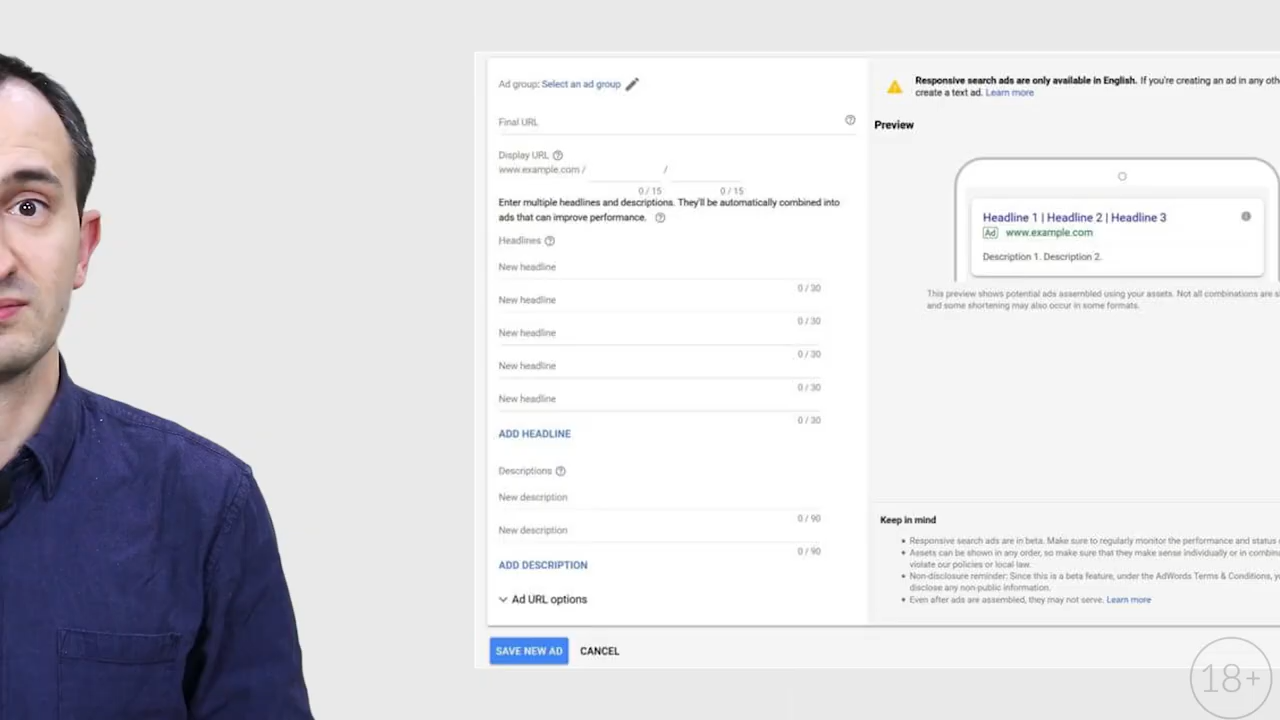 Ad group: Select an ad group
Final URL
Display URL
www.example.com /
/
0 / 15
0 / 15
Enter multiple headlines and descriptions. They'll be automatically combined into
ads that can improve performance.
Headlines
New headline
0 / 30
New headline
0 / 30
New headline
0 / 30
New headline
0 / 30
New headline
0 / 30
ADD HEADLINE
Descriptions
New description
0 / 90
New description
0 / 90
ADD DESCRIPTION
Ad URL options
SAVE NEW AD CANCEL
Responsive search ads are only available in English. If you're creating an ad in any
create a text ad. Learn more
Preview
Headline 1 | Headline 2 | Headline 3
Ad www.example.com
Description 1. Description 2.
This preview shows potential ads assembled using your assets. Not all combinations are
and some shortening may also occur in some formats.
Keep in mind
Responsive search ads are in beta. Make sure to regularly monitor the performance and status
Assets can be shown in any order, so make sure that they make sense individually or in
violate our policies or local law.
Non-disclosure reminder: Since this is a beta feature, under the AdWords Terms & Conditions,
disclose any non-public information.
Even after ads are assembled, they may not serve. Learn more
18+